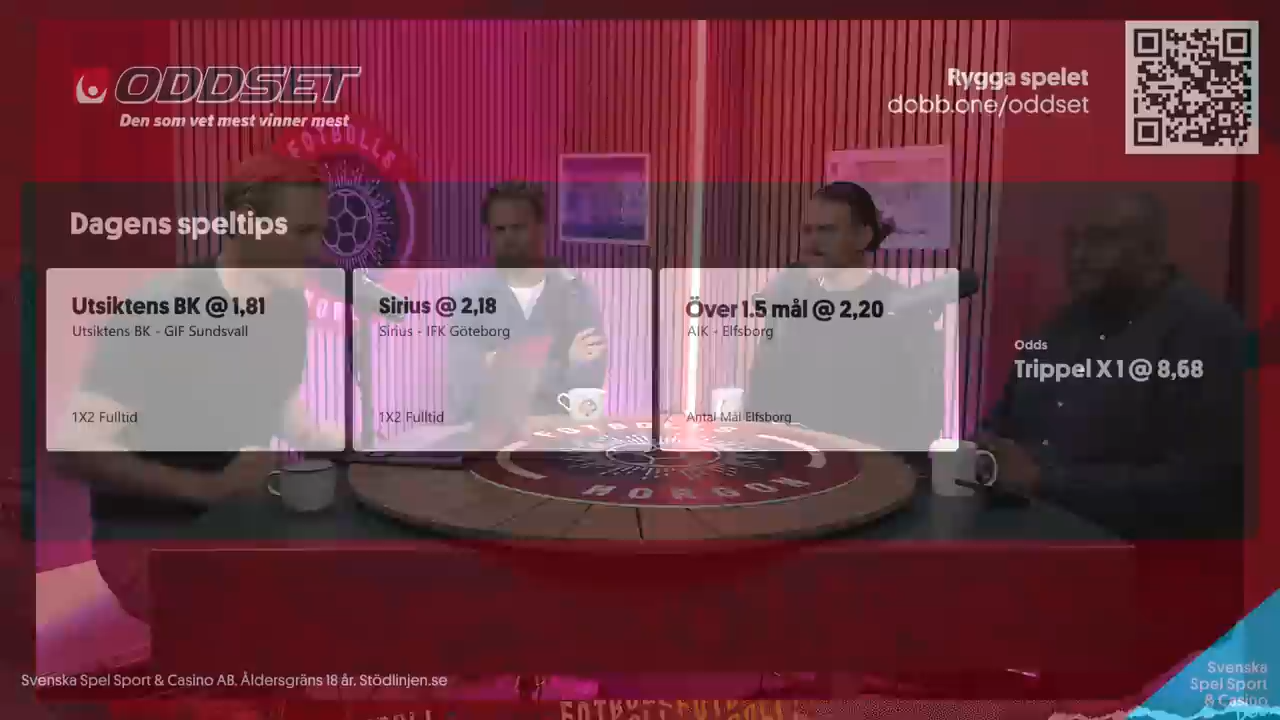 ODDSET
Den som vet mest vinner mest
Rygga spelet
dobb.one/oddset
FOTBOLLS
Dagens speltips
Utsiktens BK @ 1,81
Utsiktens BK - GIF Sundsvall
1X2 Fulltid
Sirius @ 2,18
Sirius - IFK Göteborg
1X2 Fulltid
Över 1.5 mål @ 2,20
AIK - Elfsborg
Antal Mål Elfsborg
Odds
Trippel X 1 @ 8,68
FOTBOLLS
MORGON
Svenska Spel Sport & Casino AB. Åldersgräns 18 år. Stödlinjen.se
Svenska
Spel Sport
& Casino